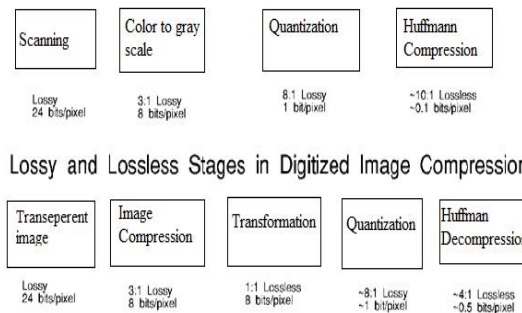 Scanning
Color to gray
scale
Quantization
Huffmann
Compression
Lossy
24 bits/pixel
3:1 Lossy
8 bits/pixel
8:1 Lossy
1 bit/pixel
~10:1 Lossless
~0.1 bits/pixel
Lossy and Lossless Stages in Digitized Image Compression
Transeperent
image
Image
Compression
Transformation
Quantization
Huffman
Decompression
Lossy
24 bits/pixel
3:1 Lossy
8 bits/pixel
1:1 Lossless
8 bits/pixel
~8:1 Lossy
~1 bit/pixel
~4:1 Lossless
~0.5 bits/pixel